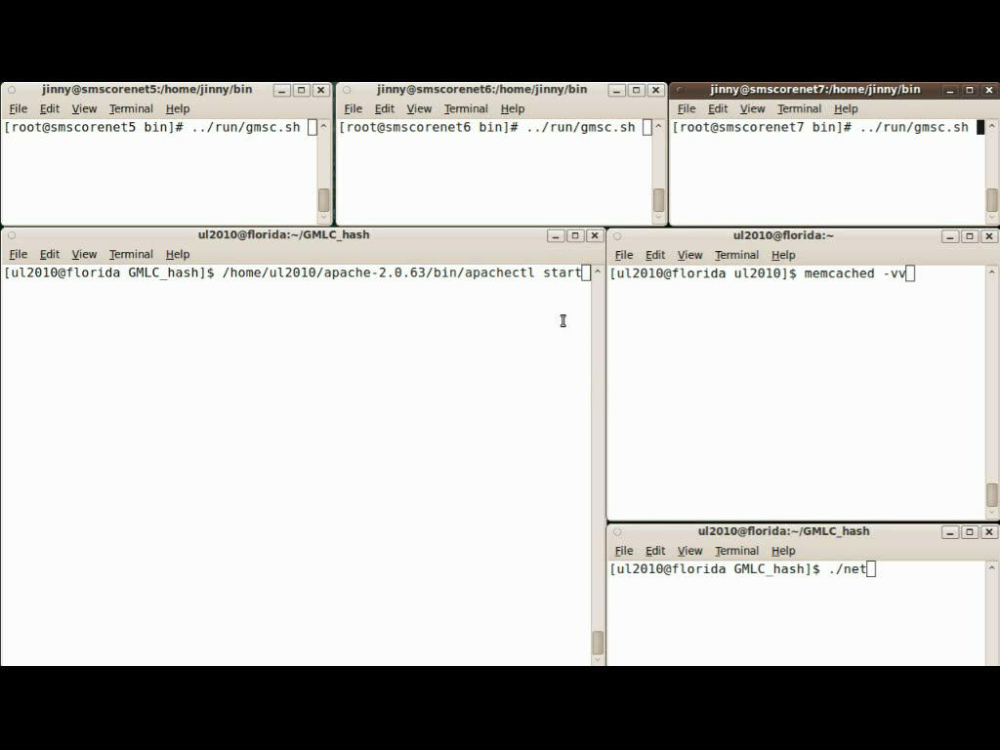 jinny@smscorenet5:/home/jinny/bin
File Edit View Terminal Help
[root@smscorenet5 bin]# ../run/gmsc.sh
jinny@smscorenet6:/home/jinny/bin
File Edit View Terminal Help
[root@smscorenet6 bin]# ../run/gmsc.sh
jinny@smscorenet7:/home/jinny/bin
File Edit View Terminal Help
[root@smscorenet7 bin]# ../run/gmsc.sh
ul2010@florida:~/GMLC_hash
File Edit View Terminal Help
[ul2010@florida GMLC_hash]$ /home/ul2010/apache-2.0.63/bin/apachectl start
ul2010@florida:~
File Edit View Terminal Help
[ul2010@florida ul2010]$ memcached -vv
ul2010@florida:~/GMLC_hash
File Edit View Terminal Help
[ul2010@florida GMLC_hash]$ ./net